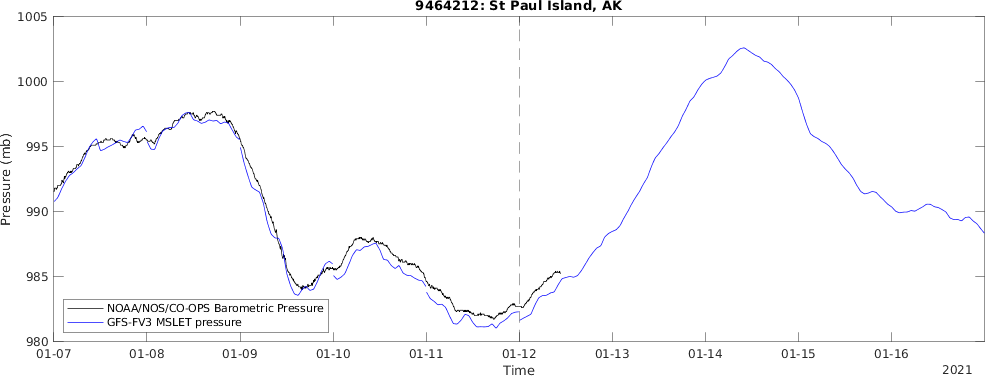 9464212: St Paul Island, AK
Pressure (mb)
1005
1000
995
990
985
980
NOAA/NOS/CO-OPS Barometric Pressure
GFS-FV3 MSLET pressure
01-07 01-08 01-09 01-10 01-11 01-12 01-13 01-14 01-15 01-16
Time
2021